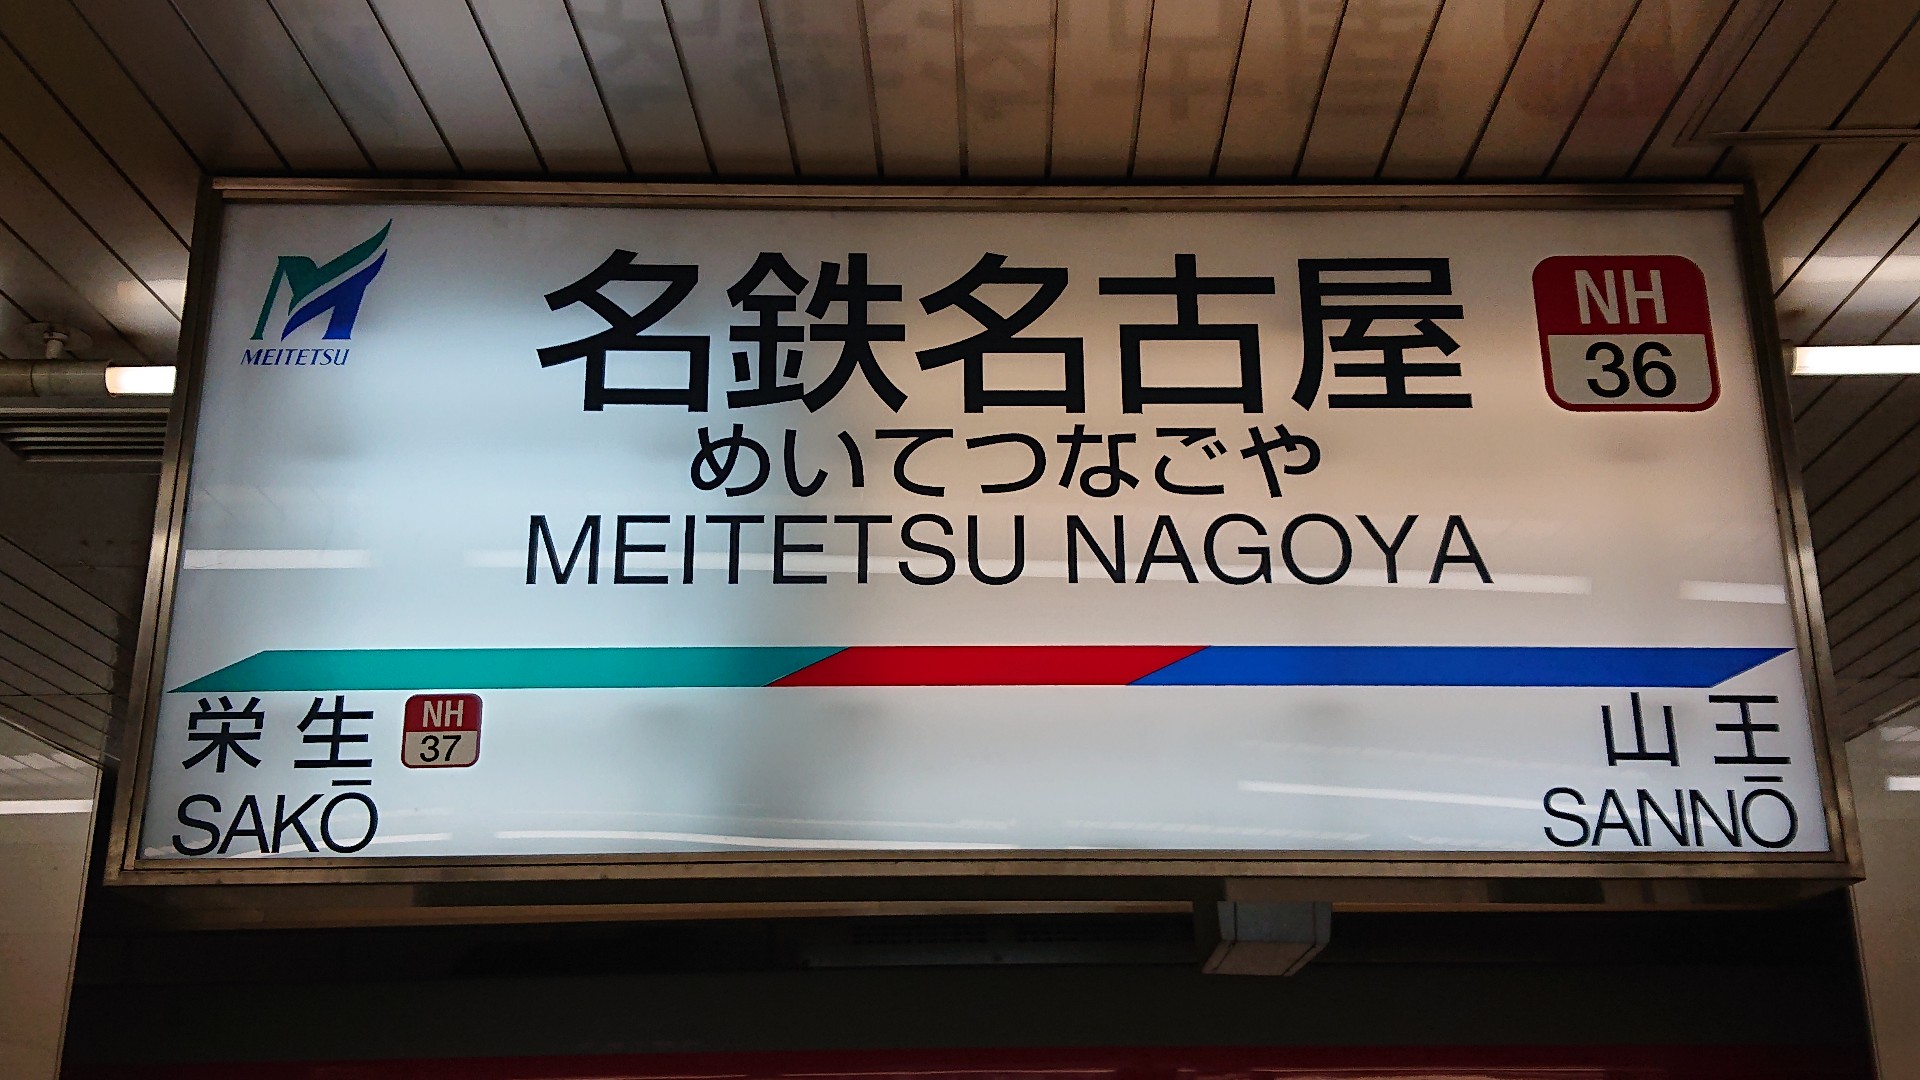 MEITETSU
名鉄名古屋
めいてつなごや
MEITETSU NAGOYA
NH
36
栄生
NH
37
SAKŌ
山王
SANNŌ